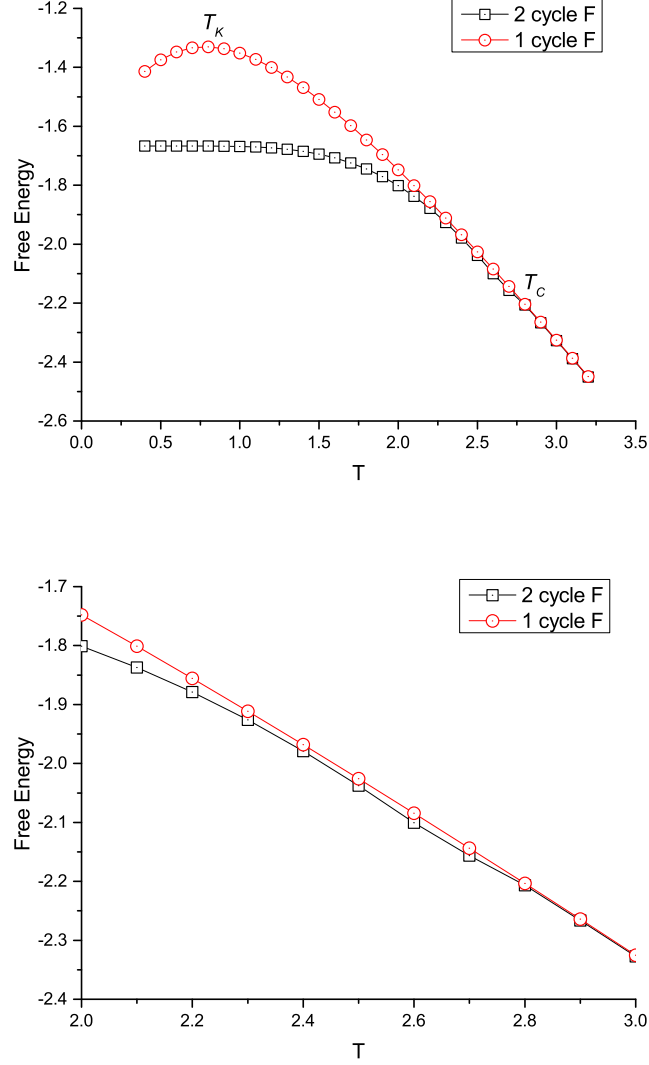 2 cycle F
1 cycle F
T_K
T_C
-1.2
-1.4
-1.6
-1.8
-2.0
-2.2
-2.4
-2.6
Free Energy
0.0 0.5 1.0 1.5 2.0 2.5 3.0 3.5
T
2 cycle F
1 cycle F
-1.7
-1.8
-1.9
-2.0
-2.1
-2.2
-2.3
-2.4
Free Energy
2.0 2.2 2.4 2.6 2.8 3.0
T